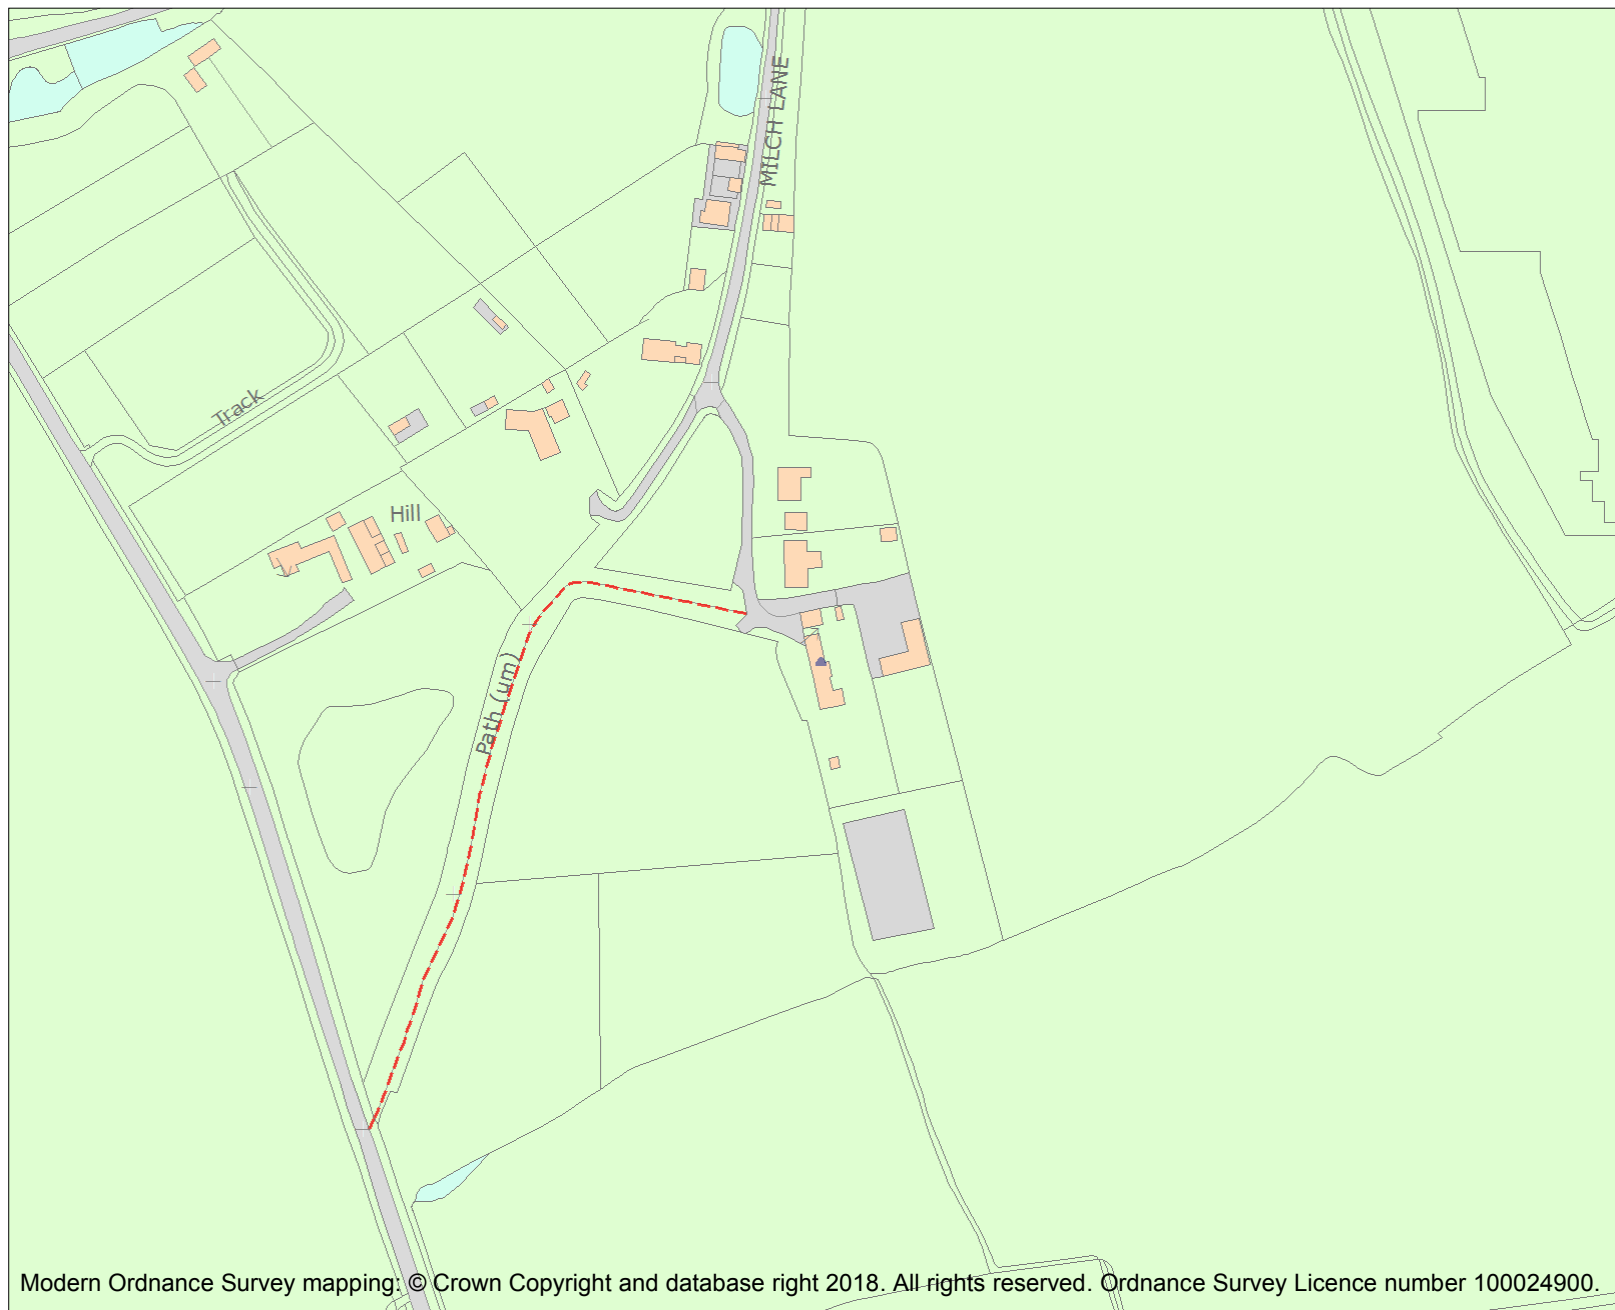 MILCH LANE
Track
Hill
Path (um)
Modern Ordnance Survey mapping: © Crown Copyright and database right 2018. All rights reserved. Ordnance Survey Licence number 100024900.